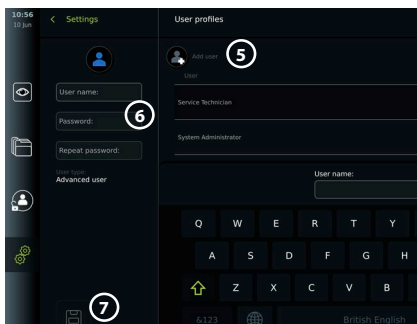 10:56
10 Jun
Settings
User profiles
Add user
5
User
User name:
Service Technician
Password:
6
Repeat password:
System Administrator
User type:
Advanced user
User name:
Q W E R T Y
A S D F G H
Z X C V B
7
&123
British English